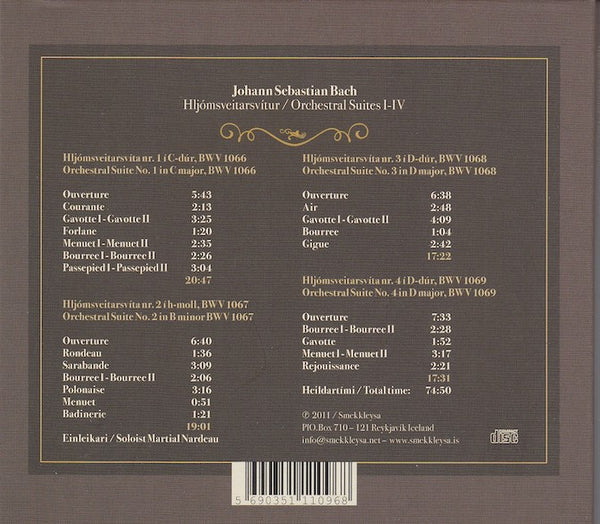 Johann Sebastian Bach
Hljómsveitarsvítur / Orchestral Suites I-IV
Hljómsveitarsvíta nr. 1 í C-dúr, BWV 1066
Orchestral Suite No. 1 in C major, BWV 1066
Ouverture 5:43
Courante 2:13
Gavotte I - Gavotte II 3:25
Forlane 1:20
Menuet I - Menuet II 2:35
Bourree I - Bourree II 2:26
Passepied I - Passepied II 3:04
20:47
Hljómsveitarsvíta nr. 2 í h-moll, BWV 1067
Orchestral Suite No. 2 in B minor BWV 1067
Ouverture 6:40
Rondeau 1:36
Sarabande 3:09
Bourree I - Bourree II 2:06
Polonaise 3:16
Menuet 0:51
Badinerie 1:21
19:01
Einleikari / Soloist Martial Nardeau
Hljómsveitarsvíta nr. 3 í D-dúr, BWV 1068
Orchestral Suite No. 3 in D major, BWV 1068
Ouverture 6:38
Air 2:48
Gavotte I - Gavotte II 4:09
Bourree 1:04
Gigue 2:42
17:22
Hljómsveitarsvíta nr. 4 í D-dúr, BWV 1069
Orchestral Suite No. 4 in D major, BWV 1069
Ouverture 7:33
Bourree I - Bourree II 2:28
Gavotte 1:52
Menuet I - Menuet II 3:17
Rejouissance 2:21
17:31
Heildartími / Total time: 74:50
℗ 2011 / Smekkleysa
P|O.Box 710 – 121 Reykjavík Iceland
info@smekkleysa.net – www.smekkleysa.is
disc
5 690351 110968